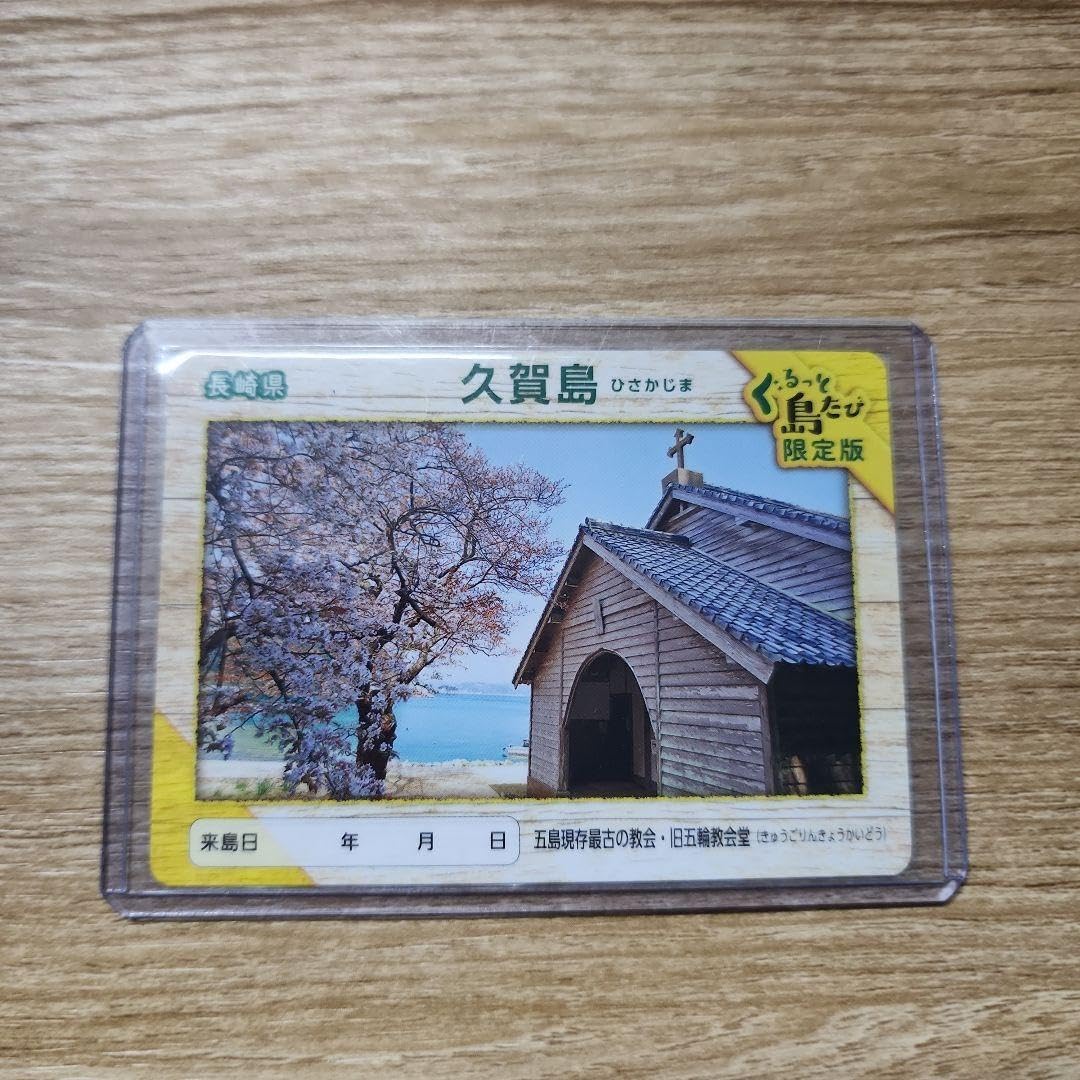 長崎県
久賀島 ひさかじま
ぐるっと
島たび
限定版
来島日 年 月 日
五島現存最古の教会・旧五輪教会堂 (きゅうごりんきょうかいどう)